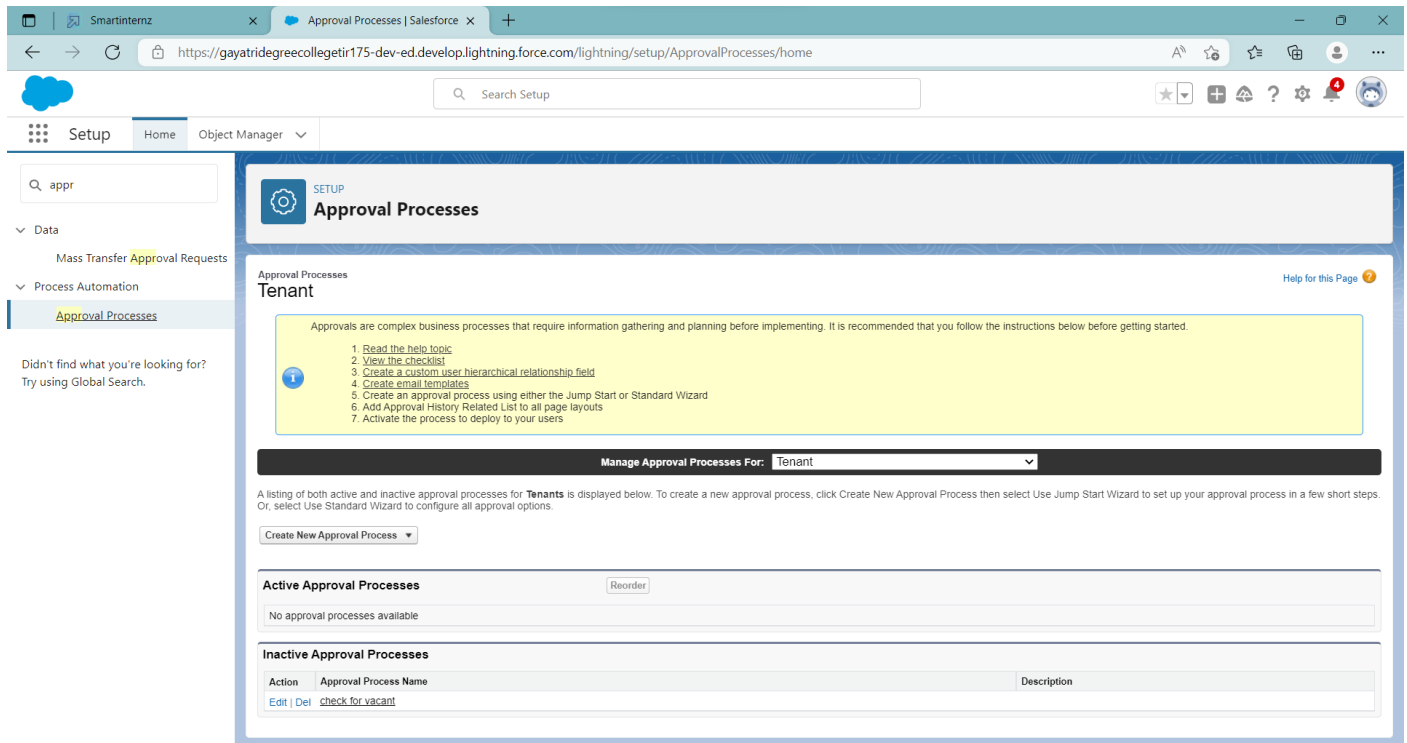 Smartinternz
Approval Processes | Salesforce
https://gayatridegreecollegetir175-dev-ed.develop.lightning.force.com/lightning/setup/ApprovalProcesses/home
Search Setup
4
Setup
Home
Object Manager
appr
Data
Mass Transfer Approval Requests
Process Automation
Approval Processes
Didn't find what you're looking for?
Try using Global Search.
SETUP
Approval Processes
Approval Processes
Tenant
Help for this Page
Approvals are complex business processes that require information gathering and planning before implementing. It is recommended that you follow the instructions below before getting started.
1. Read the help topic
2. View the checklist
3. Create a custom user hierarchical relationship field
4. Create email templates
5. Create an approval process using either the Jump Start or Standard Wizard
6. Add Approval History Related List to all page layouts
7. Activate the process to deploy to your users
Manage Approval Processes For: Tenant
A listing of both active and inactive approval processes for Tenants is displayed below. To create a new approval process, click Create New Approval Process then select Use Jump Start Wizard to set up your approval process in a few short steps.
Or, select Use Standard Wizard to configure all approval options.
Create New Approval Process
Active Approval Processes Reorder
No approval processes available
Inactive Approval Processes
Action Approval Process Name Description
Edit | Del check for vacant